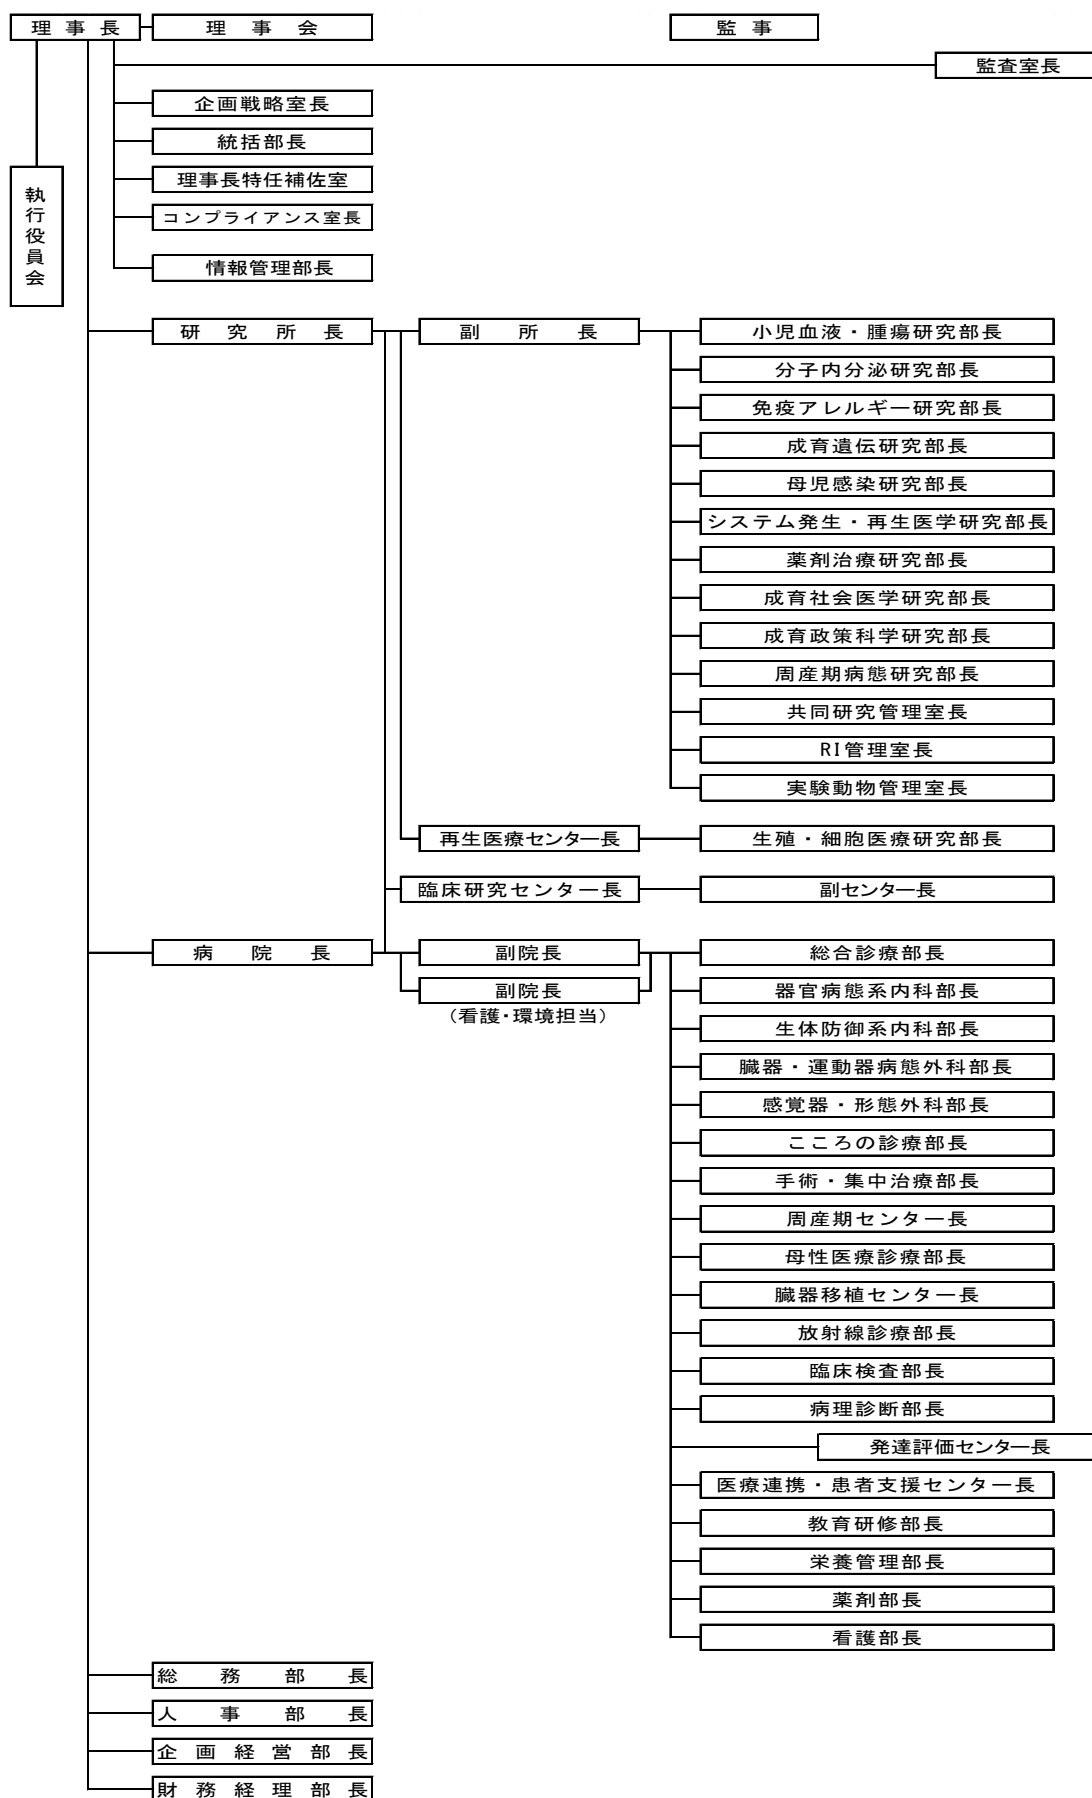 理事長
理事会
監事
監査室長
企画戦略室長
統括部長
理事長特任補佐室
コンプライアンス室長
情報管理部長
執行役員会
研究所長
副所長
小児血液・腫瘍研究部長
分子内分泌研究部長
免疫アレルギー研究部長
成育遺伝研究部長
母児感染研究部長
システム発生・再生医学研究部長
薬剤治療研究部長
成育社会医学研究部長
成育政策科学研究部長
周産期病態研究部長
共同研究管理室長
RI管理室長
実験動物管理室長
再生医療センター長
生殖・細胞医療研究部長
臨床研究センター長
副センター長
病院長
副院長
副院長
(看護・環境担当)
総合診療部長
器官病態系内科部長
生体防御系内科部長
臓器・運動器病態外科部長
感覚器・形態外科部長
こころの診療部長
手術・集中治療部長
周産期センター長
母性医療診療部長
臓器移植センター長
放射線診療部長
臨床検査部長
病理診断部長
発達評価センター長
医療連携・患者支援センター長
教育研修部長
栄養管理部長
薬剤部長
看護部長
総務部長
人事部長
企画経営部長
財務経理部長